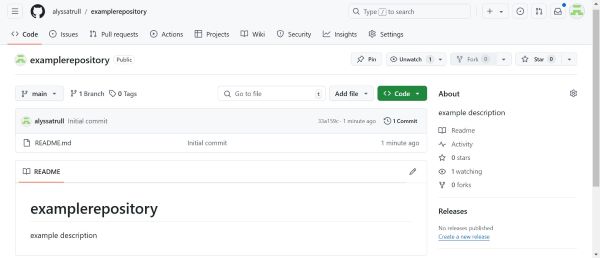 alyssatrull / examplerepository
Type / to search
Code Issues Pull requests Actions Projects Wiki Security Insights Settings
examplerepository Public
Pin Unwatch 1 Fork 0 Star 0
main 1 Branch 0 Tags Go to file t Add file Code
About
example description
alyssatrull Initial commit 33a159c · 1 minute ago 1 Commit
README.md Initial commit 1 minute ago
Readme
Activity
0 stars
1 watching
0 forks
README
examplerepository
example description
Releases
No releases published
Create a new release